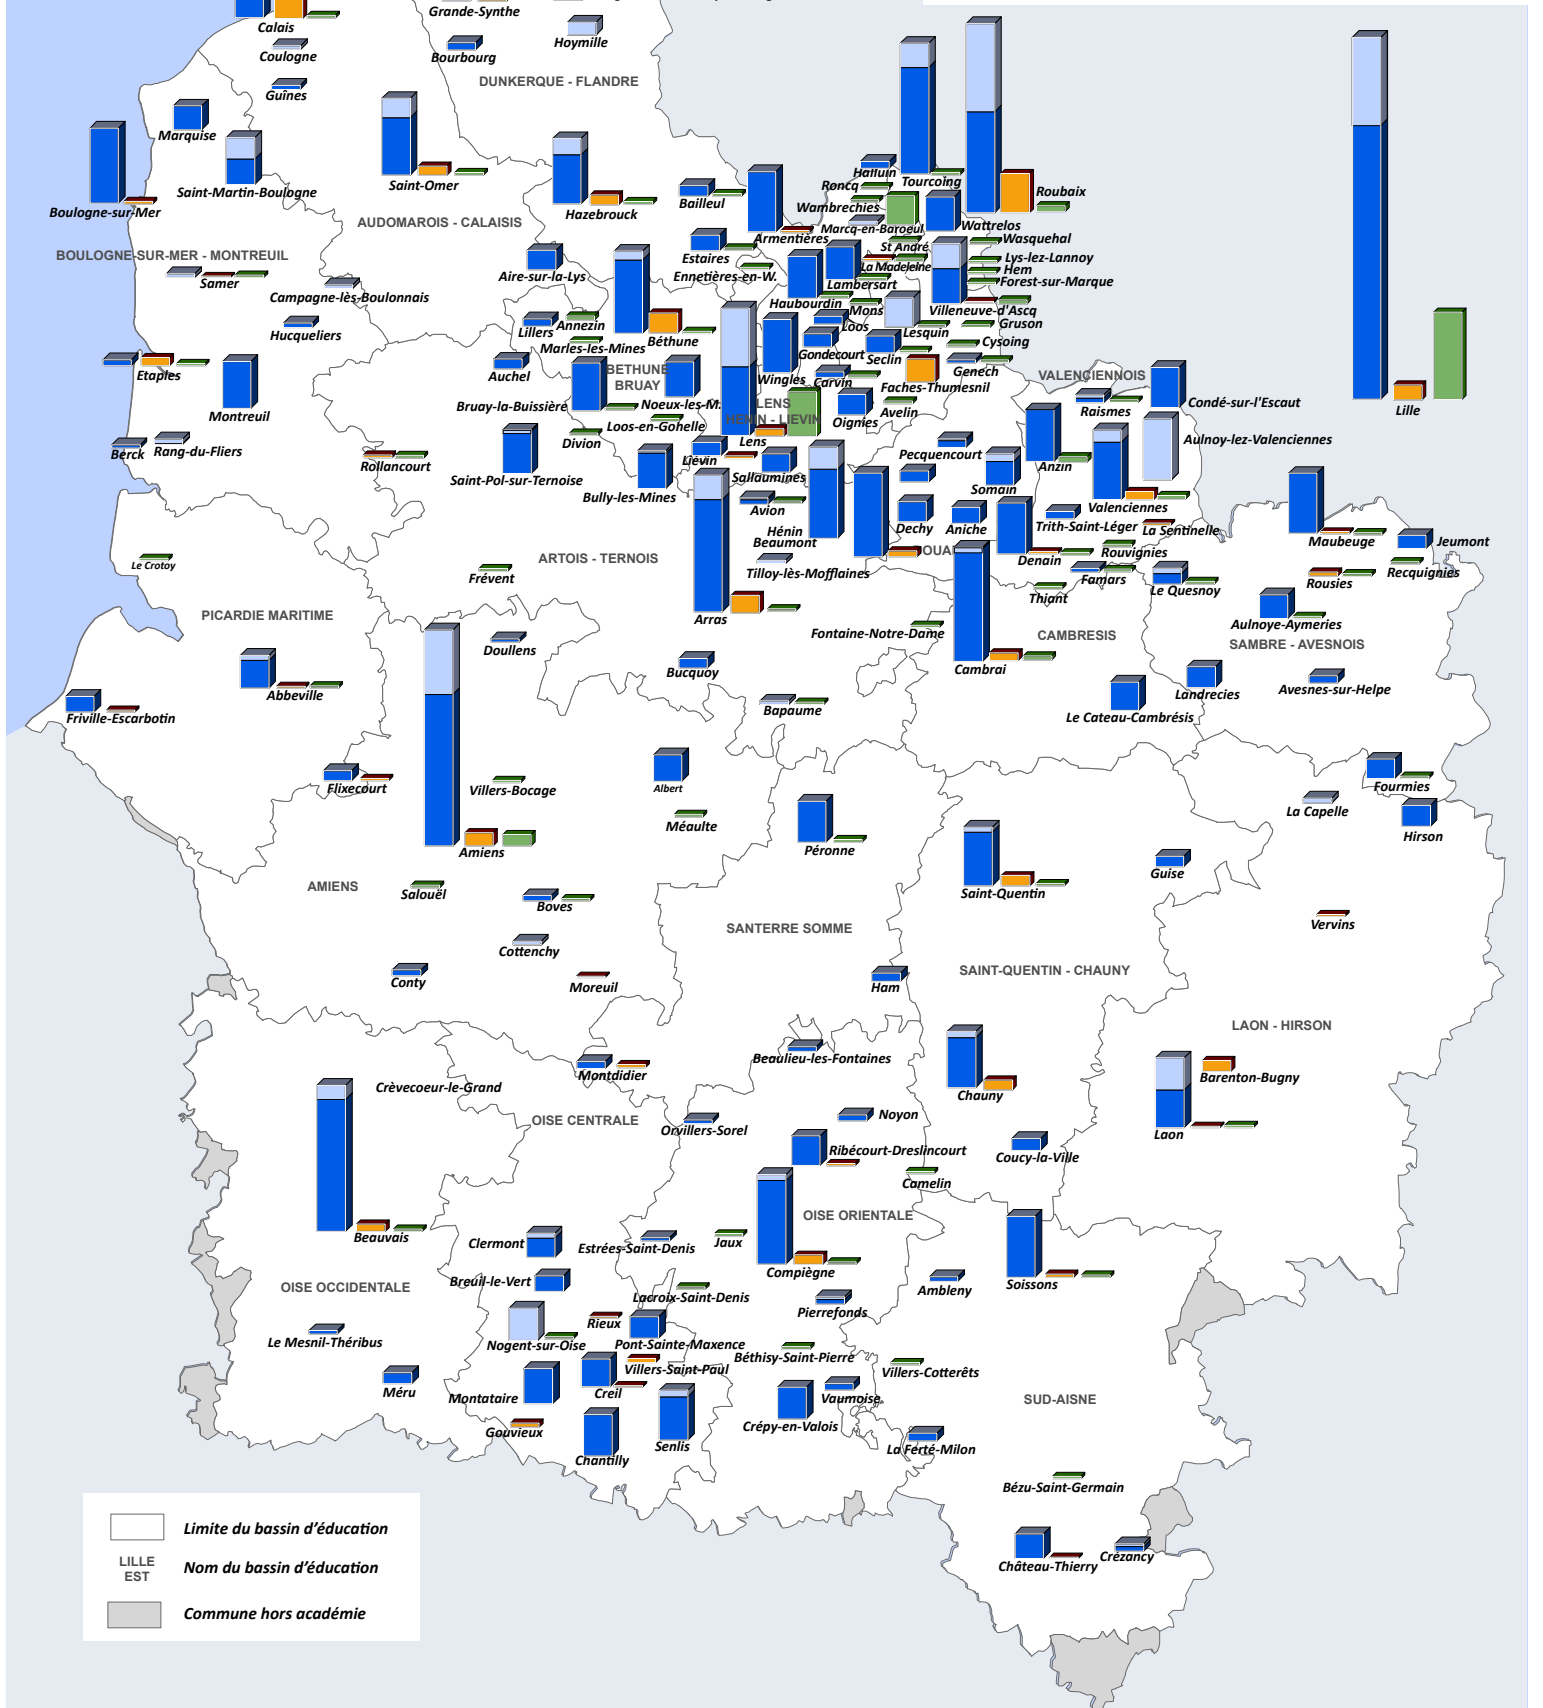 Grande-Synthe
Calais
Hoymille
Coulogne
Bourbourg
DUNKERQUE - FLANDRE
Guînes
Marquise
Saint-Martin-Boulogne
Saint-Omer
Boulogne-sur-Mer
Hazebrouck
Bailleul
Halluin
Tourcoing
Roncq
Roubaix
Wambrechies
Marcq-en-Baroeul
Wattrelos
AUDOMAROIS - CALAISIS
Armentières
St André
Wasquehal
BOULOGNE-SUR-MER - MONTREUIL
Estaires
La Madeleine
Lys-lez-Lannoy
Hem
Samer
Aire-sur-la-Lys
Ennetières-en-W.
Lambersart
Forest-sur-Marque
Campagne-lès-Boulonnais
Haubourdin
Mons
Villeneuve-d'Ascq
Hucqueliers
Lillers
Annezin
Loos
Lesquin
Gruson
Marles-les-Mines
Béthune
Gondecourt
Seclin
Cysoing
Etaples
Auchel
BETHUNE
BRUAY
Wingles
Carvin
Genech
Faches-Thumesnil
VALENCIENNOIS
Montreuil
Bruay-la-Buissière
Noeux-les-M.
LENS
HENIN - LIEVIN
Oignies
Avelin
Raismes
Condé-sur-l'Escaut
Lille
Loos-en-Gohelle
Divion
Lens
Berck
Rang-du-Fliers
Aulnoy-lez-Valenciennes
Rollancourt
Liévin
Pecquencourt
Anzin
Saint-Pol-sur-Ternoise
Sallaumines
Somain
Bully-les-Mines
Avion
Valenciennes
Hénin
Beaumont
Dechy
Aniche
Trith-Saint-Léger
La Sentinelle
Maubeuge
Jeumont
ARTOIS - TERNOIS
DOUAI
Denain
Rouvignies
Le Crotoy
Frévent
Tilloy-lès-Mofflaines
Famars
Recquignies
Thiant
Le Quesnoy
Rousies
PICARDIE MARITIME
Arras
Aulnoye-Aymeries
Fontaine-Notre-Dame
CAMBRESIS
SAMBRE - AVESNOIS
Doullens
Bucquoy
Cambrai
Abbeville
Landrecies
Avesnes-sur-Helpe
Friville-Escarbotin
Bapaume
Le Cateau-Cambrésis
Flixecourt
Villers-Bocage
Albert
Fourmies
La Capelle
Méaulte
Hirson
Amiens
Péronne
Guise
AMIENS
Salouël
Saint-Quentin
Boves
Vervins
SANTERRE SOMME
Cottenchy
SAINT-QUENTIN - CHAUNY
Conty
Moreuil
Ham
LAON - HIRSON
Beaulieu-les-Fontaines
Montdidier
Barenton-Bugny
Crèvecoeur-le-Grand
Chauny
Noyon
OISE CENTRALE
Orvillers-Sorel
Laon
Ribécourt-Dreslincourt
Coucy-la-Ville
Camelin
OISE ORIENTALE
Beauvais
Clermont
Estrées-Saint-Denis
Jaux
Compiègne
Breuil-le-Vert
Soissons
OISE OCCIDENTALE
Ambleny
Lacroix-Saint-Denis
Pierrefonds
Rieux
Le Mesnil-Théribus
Nogent-sur-Oise
Pont-Sainte-Maxence
Béthisy-Saint-Pierre
Villers-Saint-Paul
Villers-Cotterêts
Méru
Montataire
Creil
Vaumoise
SUD-AISNE
Crépy-en-Valois
Gouvieux
Senlis
La Ferté-Milon
Chantilly
Bézu-Saint-Germain
Crézancy
Château-Thierry
Limite du bassin d'éducation
LILLE
EST
Nom du bassin d'éducation
Commune hors académie